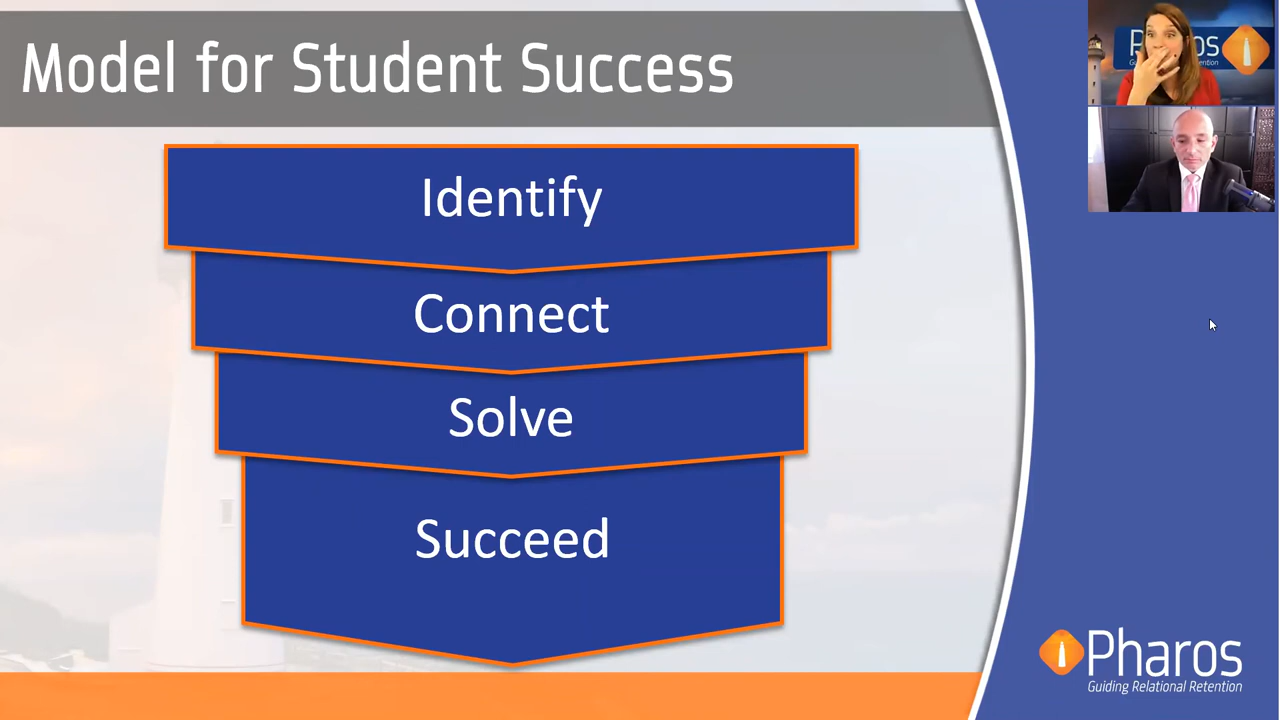 Model for Student Success
Identify
Connect
Solve
Succeed
Pharos
Guiding Relational Retention